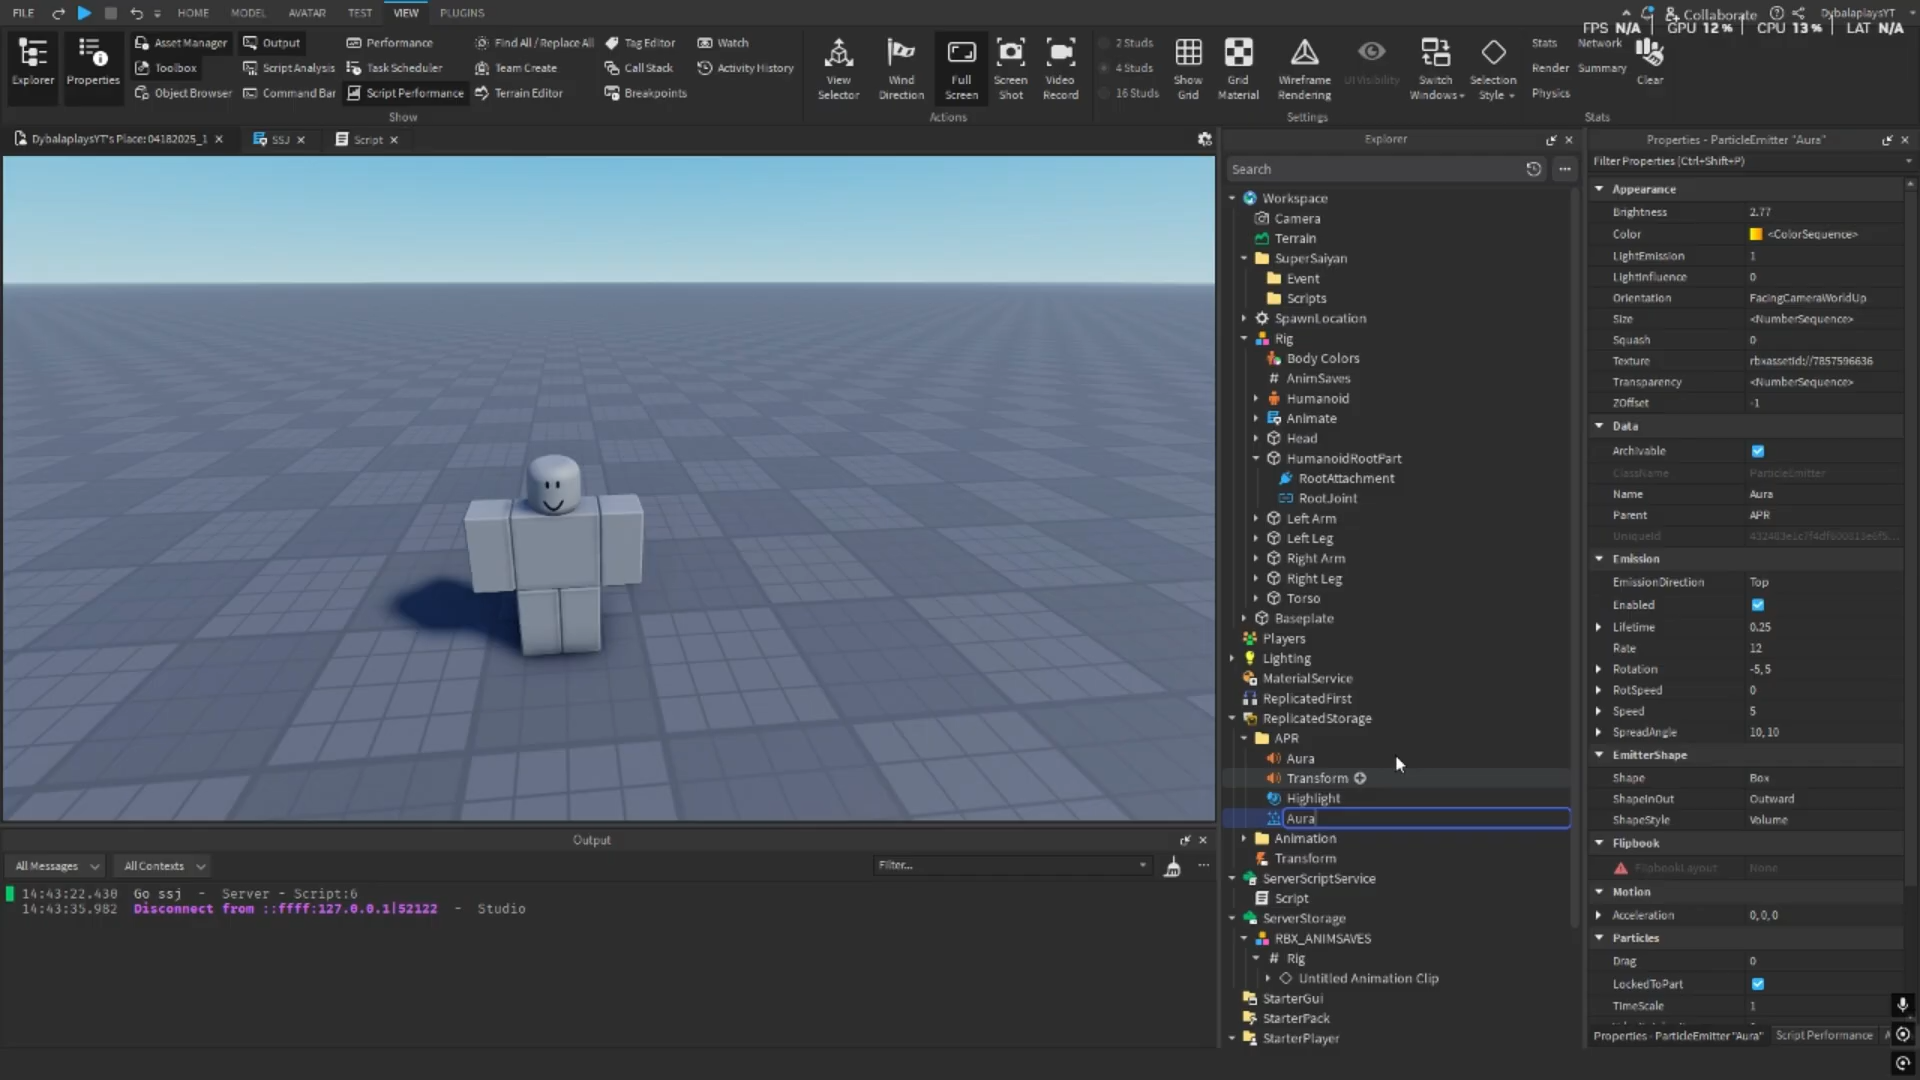 FILE HOME MODEL AVATAR TEST VIEW PLUGINS Collaborate DybalaplaysYT
FPS N/A GPU 12 % CPU 13 % LAT N/A
Explorer Properties
Asset Manager Output Performance Find All / Replace All Tag Editor Watch
Toolbox Script Analysis Task Scheduler Team Create Call Stack Activity History
Object Browser Command Bar Script Performance Terrain Editor Breakpoints
Show
View Selector Wind Direction Full Screen Screen Shot Video Record
Actions
2 Studs
4 Studs
16 Studs
Show Grid Grid Material Wireframe Rendering UI Visibility Switch Windows Selection Style
Settings
Stats Network
Render Summary
Physics
Clear
Stats
DybalaplaysYT's Place: 04182025_1 SSJ Script
Explorer
Search
Workspace
Camera
Terrain
SuperSaiyan
Event
Scripts
SpawnLocation
Rig
Body Colors
# AnimSaves
Humanoid
Animate
Head
HumanoidRootPart
RootAttachment
RootJoint
Left Arm
Left Leg
Right Arm
Right Leg
Torso
Baseplate
Players
Lighting
MaterialService
ReplicatedFirst
ReplicatedStorage
APR
Aura
Transform
Highlight
Aura
Animation
Transform
ServerScriptService
Script
ServerStorage
RBX_ANIMSAVES
# Rig
Untitled Animation Clip
StarterGui
StarterPack
StarterPlayer
Properties - ParticleEmitter "Aura"
Filter Properties (Ctrl+Shift+P)
Appearance
Brightness 2.77
Color <ColorSequence>
LightEmission 1
LightInfluence 0
Orientation FacingCameraWorldUp
Size <NumberSequence>
Squash 0
Texture rbxassetid://7857596636
Transparency <NumberSequence>
ZOffset -1
Data
Archivable
ClassName ParticleEmitter
Name Aura
Parent APR
UniqueId
Emission
EmissionDirection Top
Enabled
Lifetime 0.25
Rate 12
Rotation -5,5
RotSpeed 0
Speed 5
SpreadAngle 10, 10
EmitterShape
Shape Box
ShapeInOut Outward
ShapeStyle Volume
Flipbook
FlipbookLayout None
Motion
Acceleration 0, 0, 0
Particles
Drag 0
LockedToPart
TimeScale 1
Properties - ParticleEmitter "Aura" Script Performance
Output
All Messages All Contexts Filter...
14:43:22.430 Go ssj - Server - Script:6
14:43:35.982 Disconnect from ::ffff:127.0.0.1|52122 - Studio